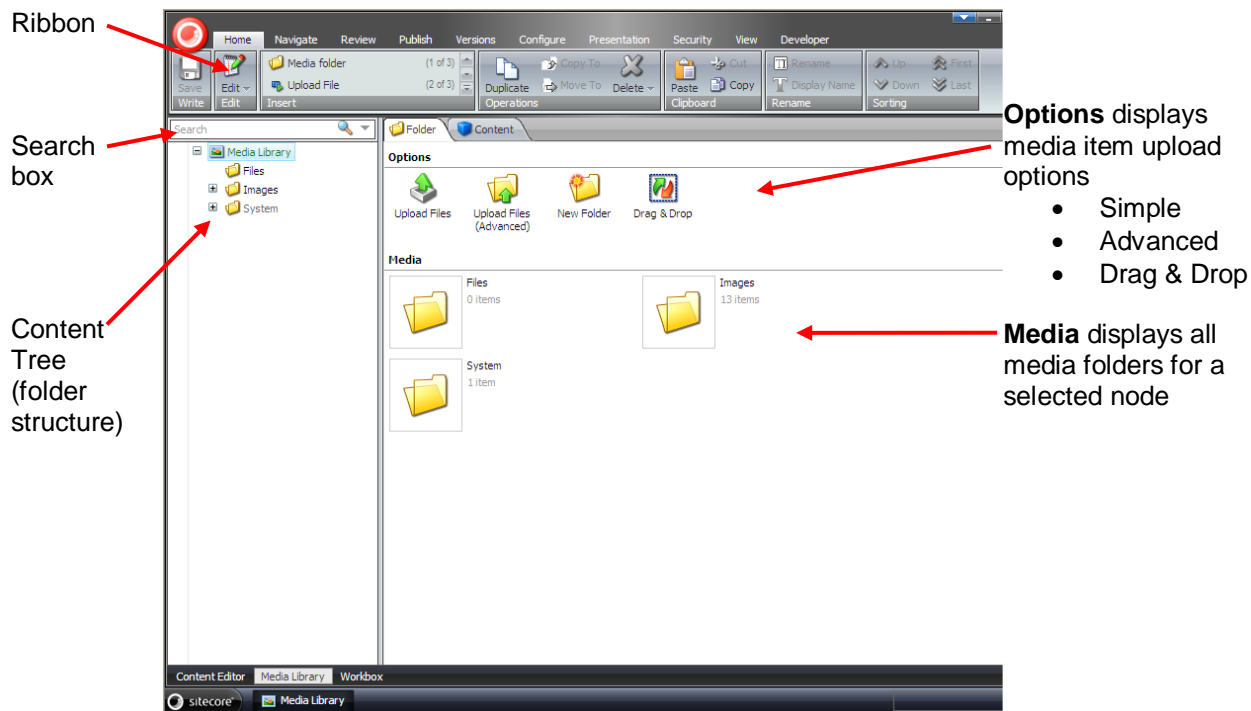 Ribbon
Search
box
Content
Tree
(folder
structure)
Home Navigate Review Publish Versions Configure Presentation Security View Developer
Save
Write
Edit
Edit
Media folder (1 of 3)
Upload File (2 of 3)
Insert
Duplicate
Copy To
Move To
Delete
Operations
Paste
Cut
Copy
Clipboard
Rename
Display Name
Rename
Up First
Down Last
Sorting
Search
Media Library
Files
Images
System
Folder Content
Options
Upload Files
Upload Files
(Advanced)
New Folder
Drag & Drop
Media
Files
0 items
Images
13 items
System
1 item
Content Editor Media Library Workbox
sitecore Media Library
Options displays
media item upload
options
• Simple
• Advanced
• Drag & Drop
Media displays all
media folders for a
selected node